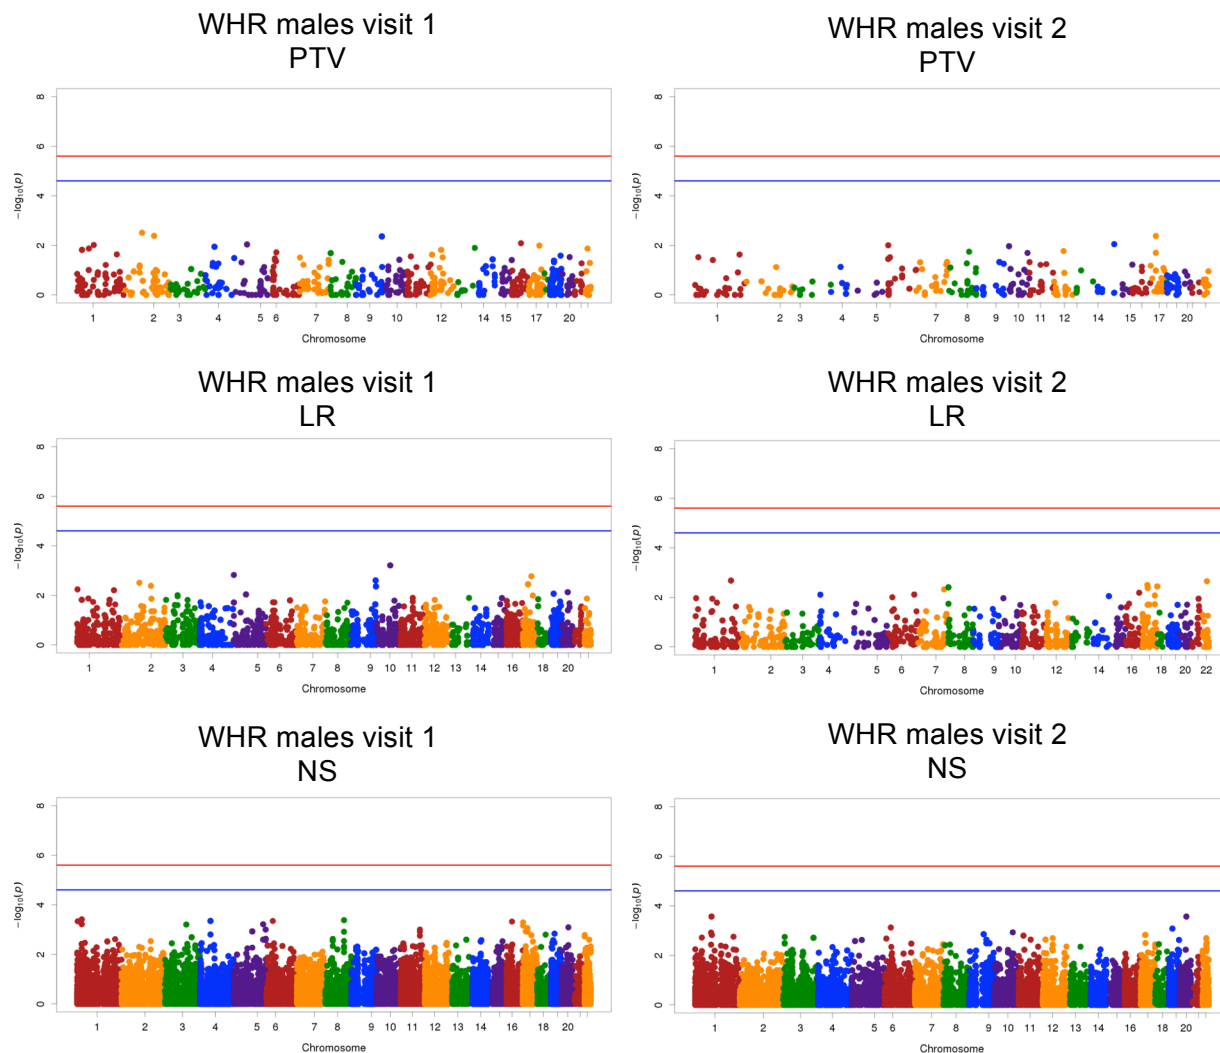 WHR males visit 1
PTV
8
6
4
2
0
−log10(p)
1 2 3 4 5 6 7 8 9 10 12 14 15 17 20
Chromosome
WHR males visit 2
PTV
8
6
4
2
0
−log10(p)
1 2 3 4 5 7 8 9 10 11 12 14 15 17 20
Chromosome
WHR males visit 1
LR
8
6
4
2
0
−log10(p)
1 2 3 4 5 6 7 8 9 10 11 12 13 14 16 18 20
Chromosome
WHR males visit 2
LR
8
6
4
2
0
−log10(p)
1 2 3 4 5 6 7 8 9 10 12 14 16 18 20 22
Chromosome
WHR males visit 1
NS
8
6
4
2
0
−log10(p)
1 2 3 4 5 6 7 8 9 10 11 12 13 14 16 18 20
Chromosome
WHR males visit 2
NS
8
6
4
2
0
−log10(p)
1 2 3 4 5 6 7 8 9 10 11 12 13 14 16 18 20
Chromosome